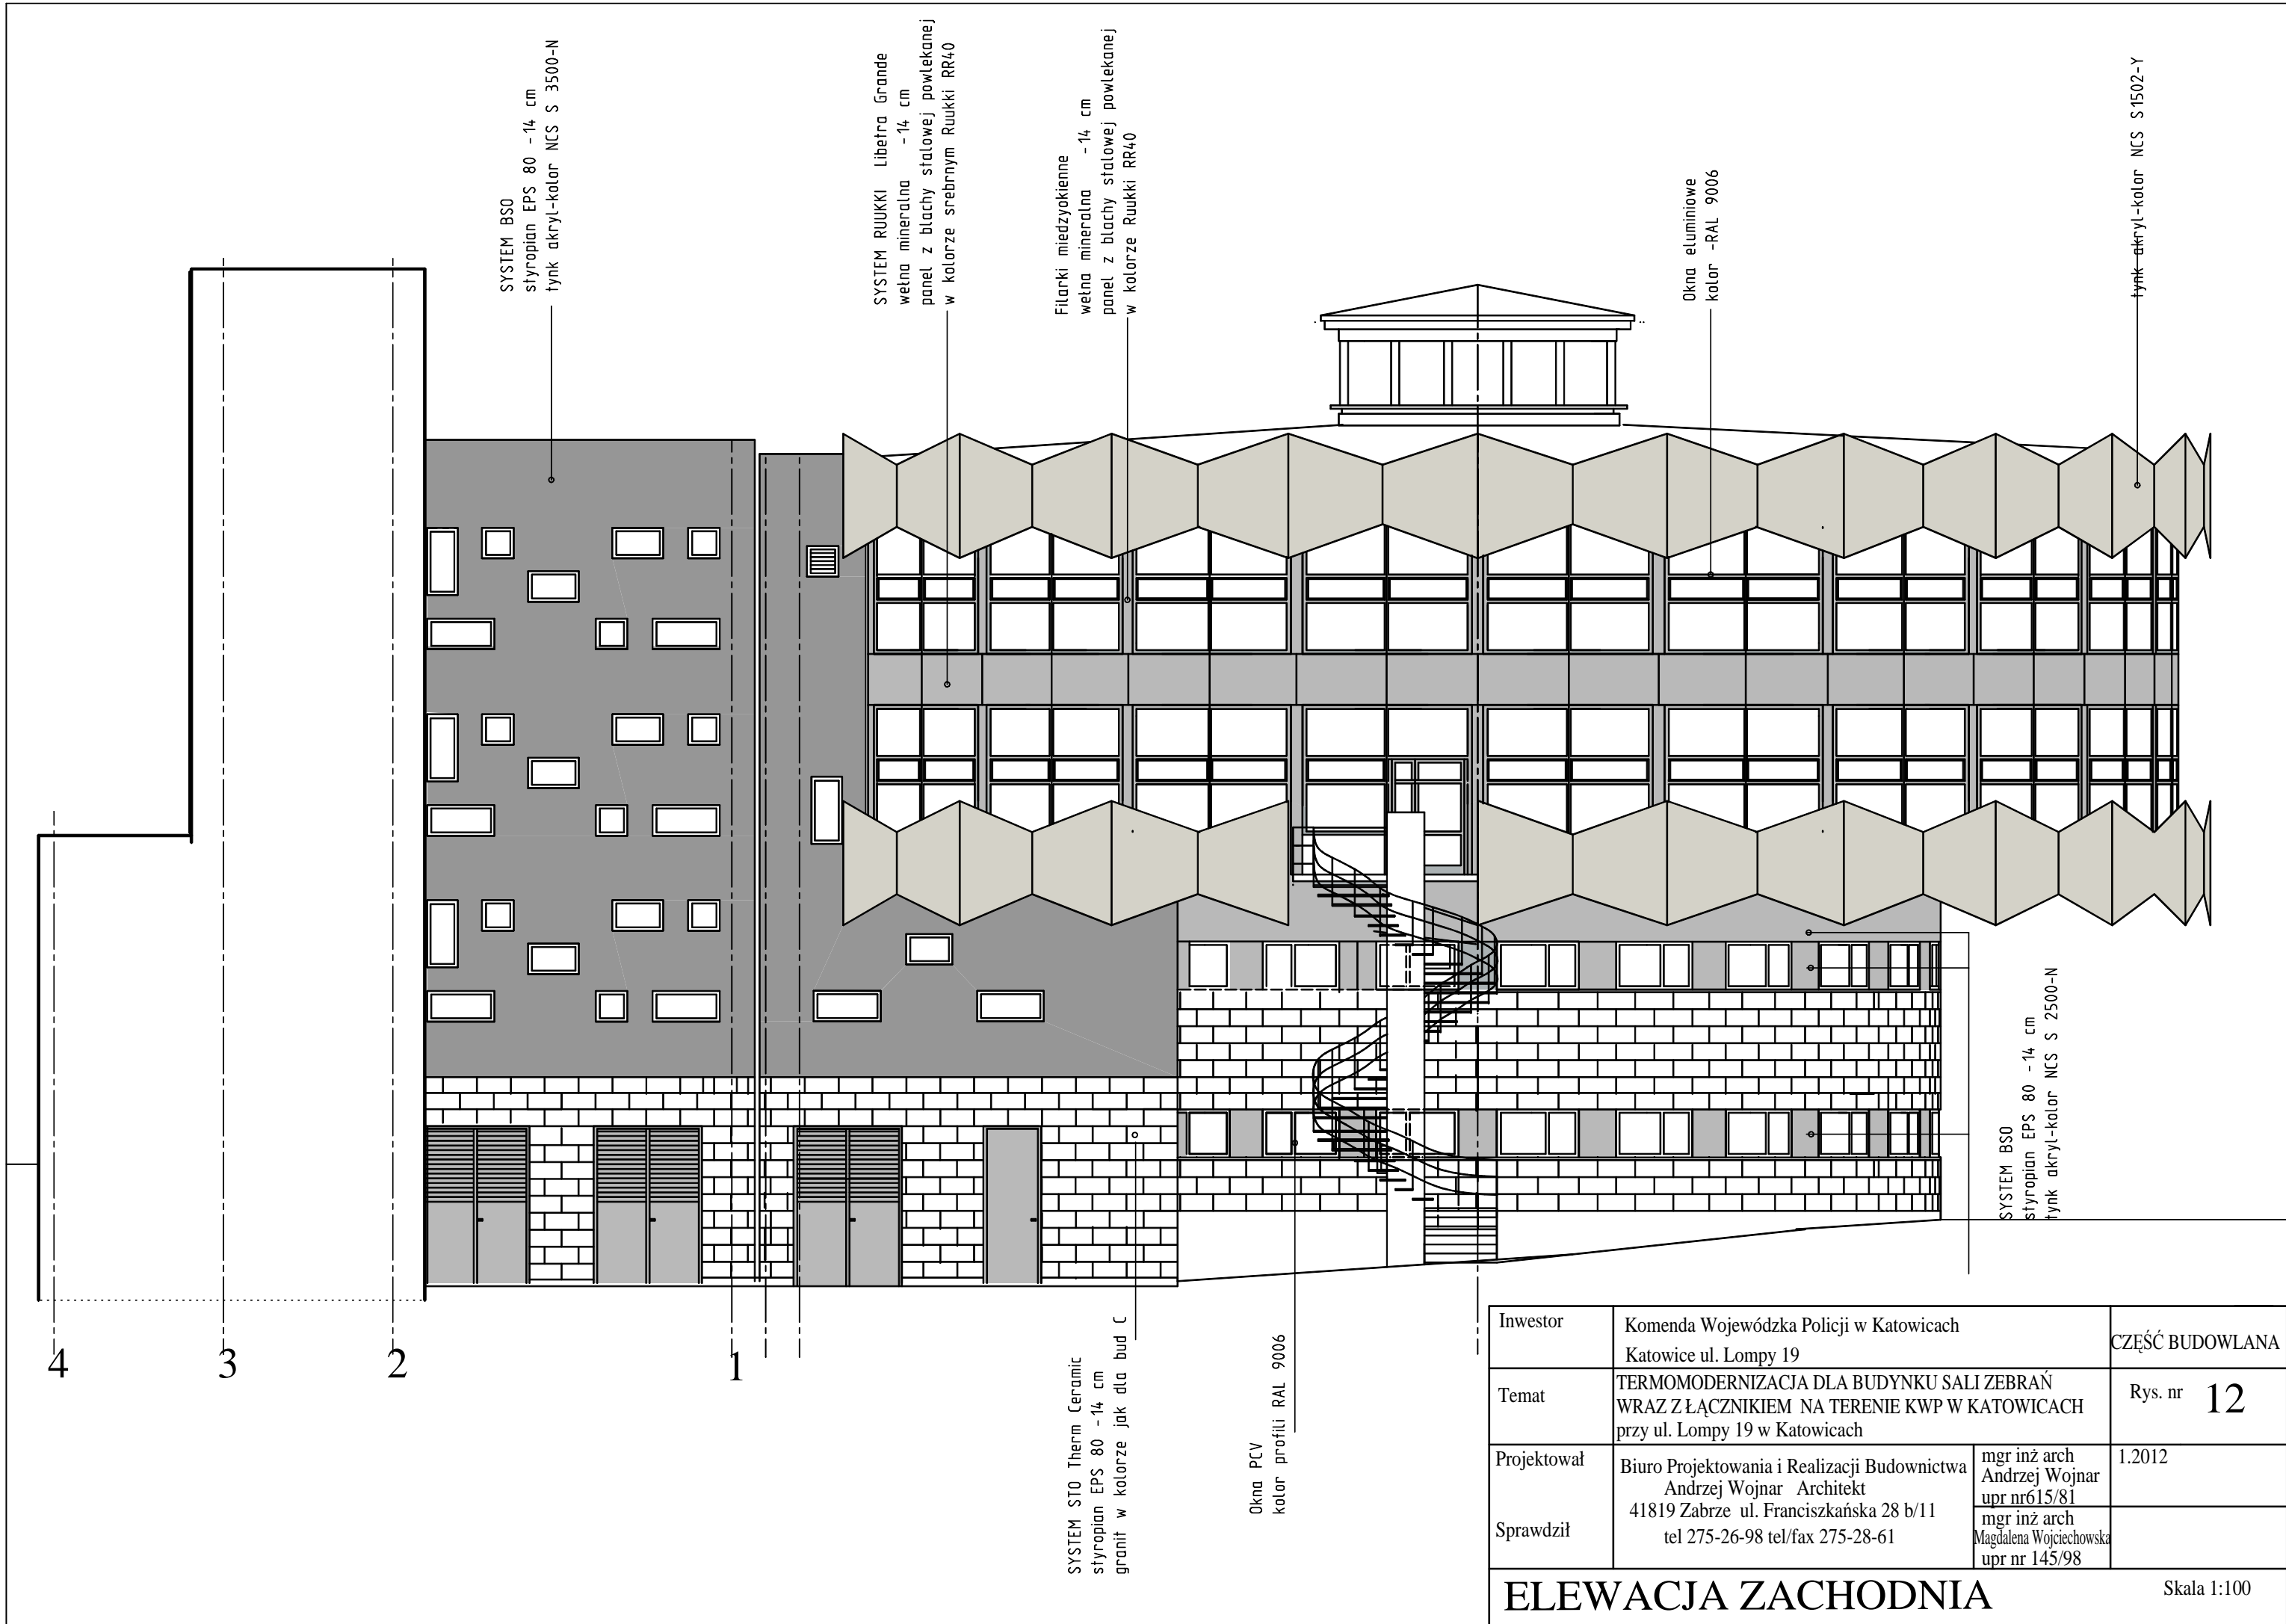 SYSTEM BSO
styropian EPS 80 -14 cm
tynk akryl-kolor NCS S 3500-N
SYSTEM RUUKKI Libetra Grande
wełna mineralna -14 cm
panel z blachy stalowej powlekanej
w kolorze srebrnym Ruukki RR40
Filarki miedzyokienne
wełna mineralna -14 cm
panel z blachy stalowej powlekanej
w kolorze Ruukki RR40
Okna eluminiowe
kolor -RAL 9006
tynk akryl-kolor NCS S1502-Y
SYSTEM BSO
styropian EPS 80 -14 cm
tynk akryl-kolor NCS S 2500-N
4
3
2
1
SYSTEM STO Therm Ceramic
styropian EPS 80 -14 cm
granit w kolorze jak dla bud C
Okna PCV
kolor profili RAL 9006
Inwestor
Komenda Wojewódzka Policji w Katowicach
Katowice ul. Lompy 19
CZĘŚĆ BUDOWLANA
Temat
TERMOMODERNIZACJA DLA BUDYNKU SALI ZEBRAŃ
WRAZ Z ŁĄCZNIKIEM NA TERENIE KWP W KATOWICACH
przy ul. Lompy 19 w Katowicach
Rys. nr 12
Projektował
Biuro Projektowania i Realizacji Budownictwa
Andrzej Wojnar Architekt
41819 Zabrze ul. Franciszkańska 28 b/11
tel 275-26-98 tel/fax 275-28-61
mgr inż arch
Andrzej Wojnar
upr nr615/81
1.2012
Sprawdził
mgr inż arch
Magdalena Wojciechowska
upr nr 145/98
ELEWACJA ZACHODNIA
Skala 1:100